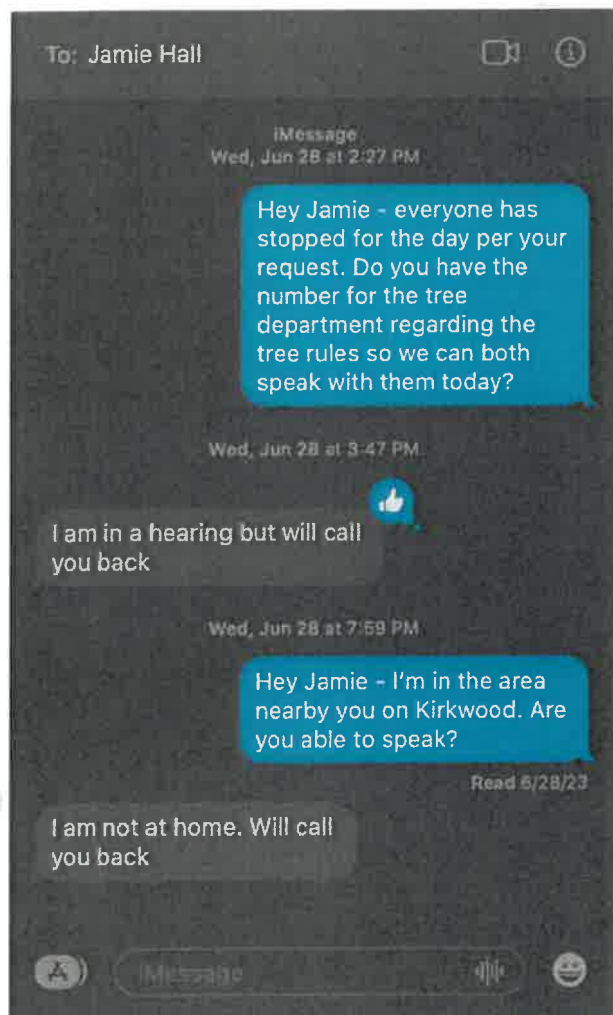 To: Jamie Hall
iMessage
Wed, Jun 28 at 2:27 PM
Hey Jamie - everyone has
stopped for the day per your
request. Do you have the
number for the tree
department regarding the
tree rules so we can both
speak with them today?
Wed, Jun 28 at 3:47 PM
I am in a hearing but will call
you back
Wed, Jun 28 at 7:59 PM
Hey Jamie - I'm in the area
nearby you on Kirkwood. Are
you able to speak?
Read 6/28/23
I am not at home. Will call
you back
iMessage